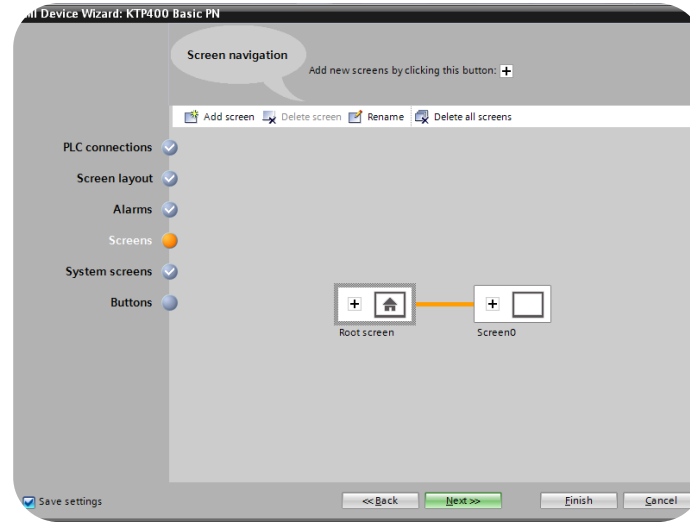 MI Device Wizard: KTP400 Basic PN
Screen navigation
Add new screens by clicking this button:
Add screen Delete screen Rename Delete all screens
PLC connections
Screen layout
Alarms
Screens
System screens
Buttons
Root screen Screen0
Save settings
<<Back Next>> Finish Cancel